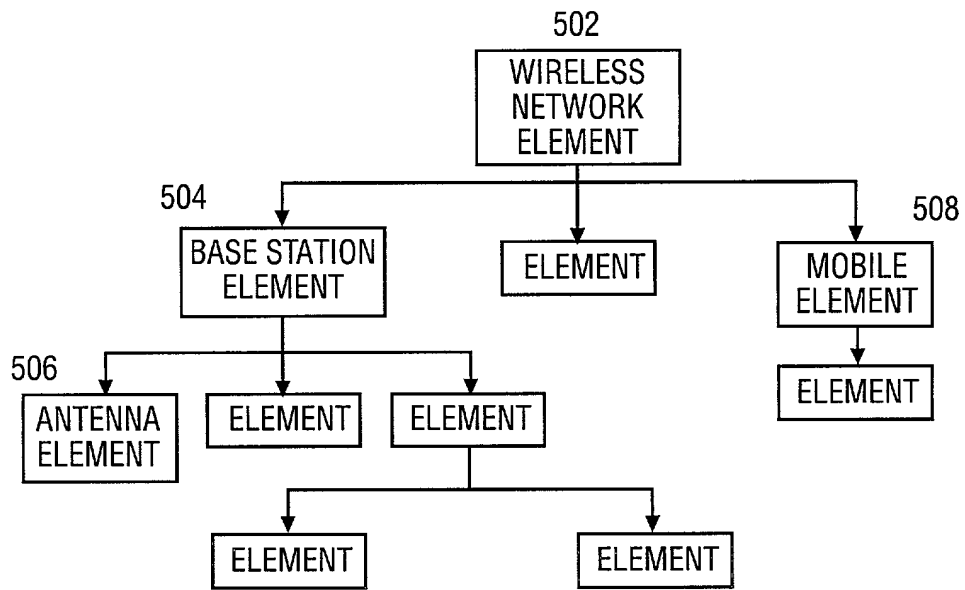 502
WIRELESS
NETWORK
ELEMENT
504
BASE STATION
ELEMENT
ELEMENT
508
MOBILE
ELEMENT
ELEMENT
506
ANTENNA
ELEMENT
ELEMENT
ELEMENT
ELEMENT
ELEMENT